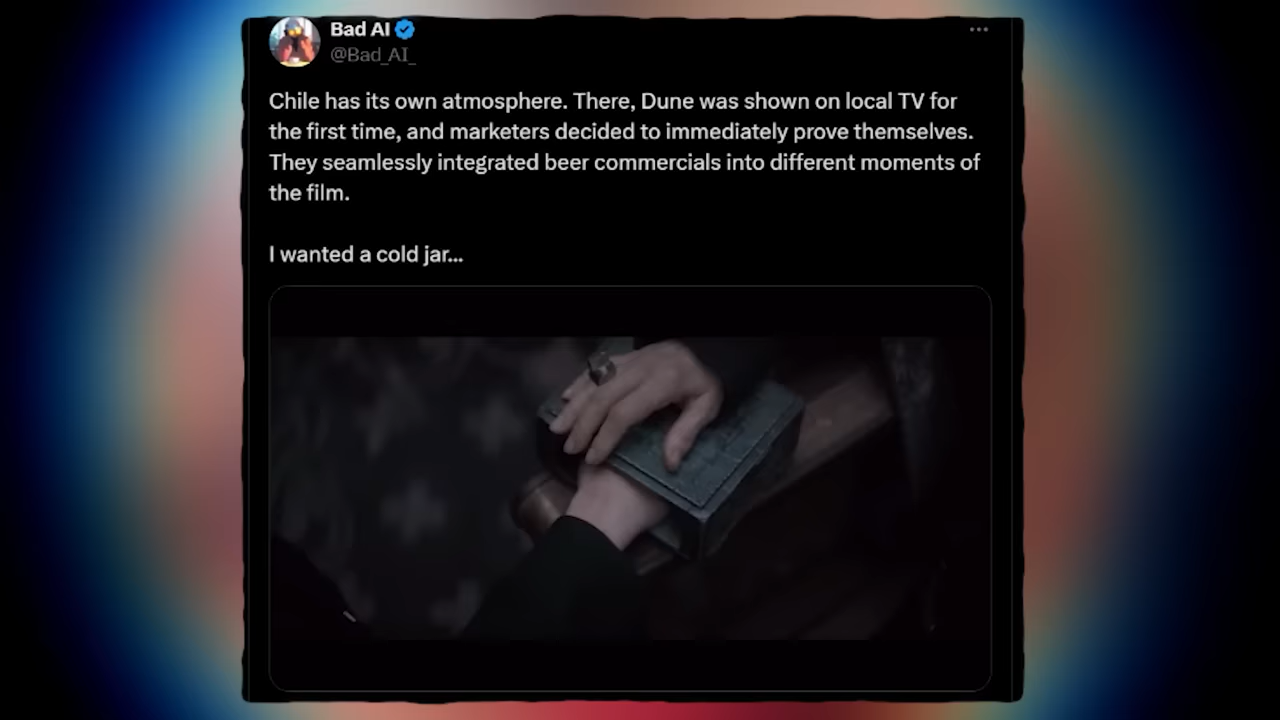 Bad AI
@Bad_AI_
Chile has its own atmosphere. There, Dune was shown on local TV for
the first time, and marketers decided to immediately prove themselves.
They seamlessly integrated beer commercials into different moments of
the film.
I wanted a cold jar...